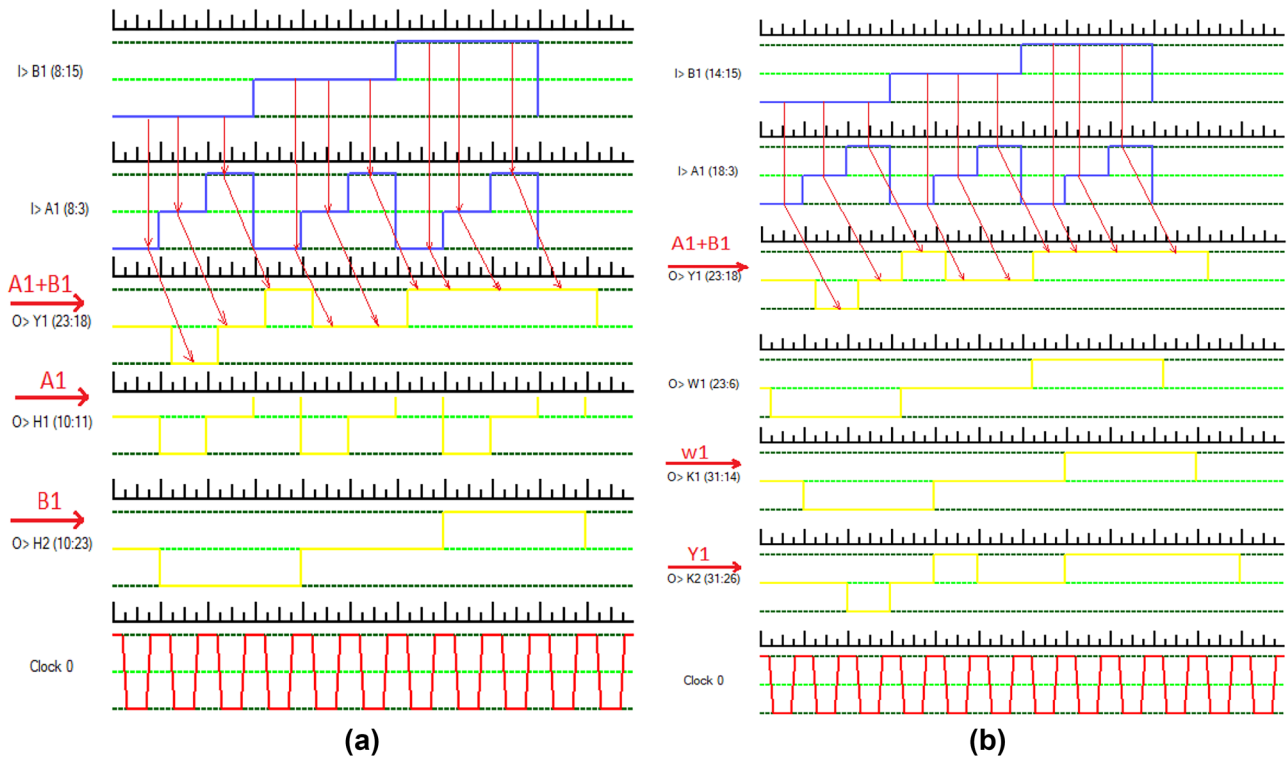 I> B1 (8:15)
I> A1 (8:3)
A1+B1
O> Y1 (23:18)
A1
O> H1 (10:11)
B1
O> H2 (10:23)
Clock 0
(a)
I> B1 (14:15)
I> A1 (18:3)
A1+B1
O> Y1 (23:18)
O> W1 (23:6)
w1
O> K1 (31:14)
Y1
O> K2 (31:26)
Clock 0
(b)